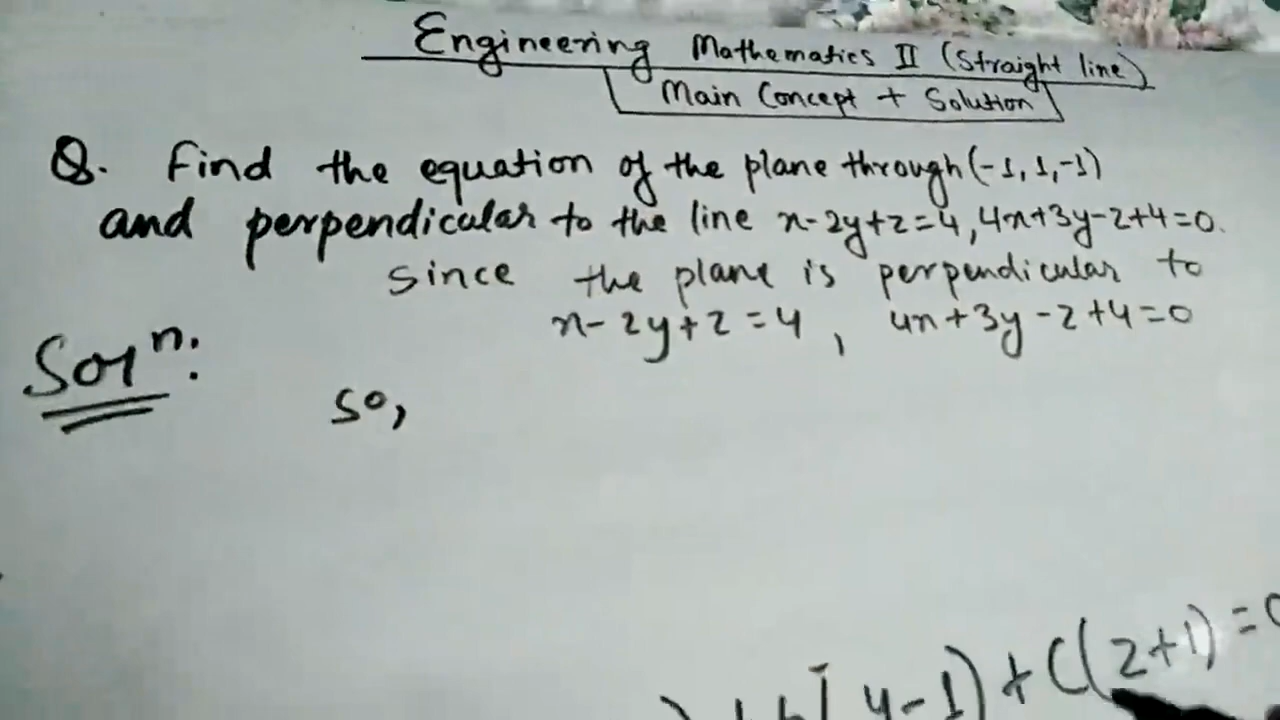 Engineering Mathematics II (Straight line)
Main Concept + Solution
Q. Find the equation of the plane through (-1, 1, -1)
and perpendicular to the line x-2y+z=4, 4x+3y-z+4=0.
Since the plane is perpendicular to
x-2y+z=4, 4x+3y-z+4=0
Solⁿ:
So,
y-1)+c(z+1)=0